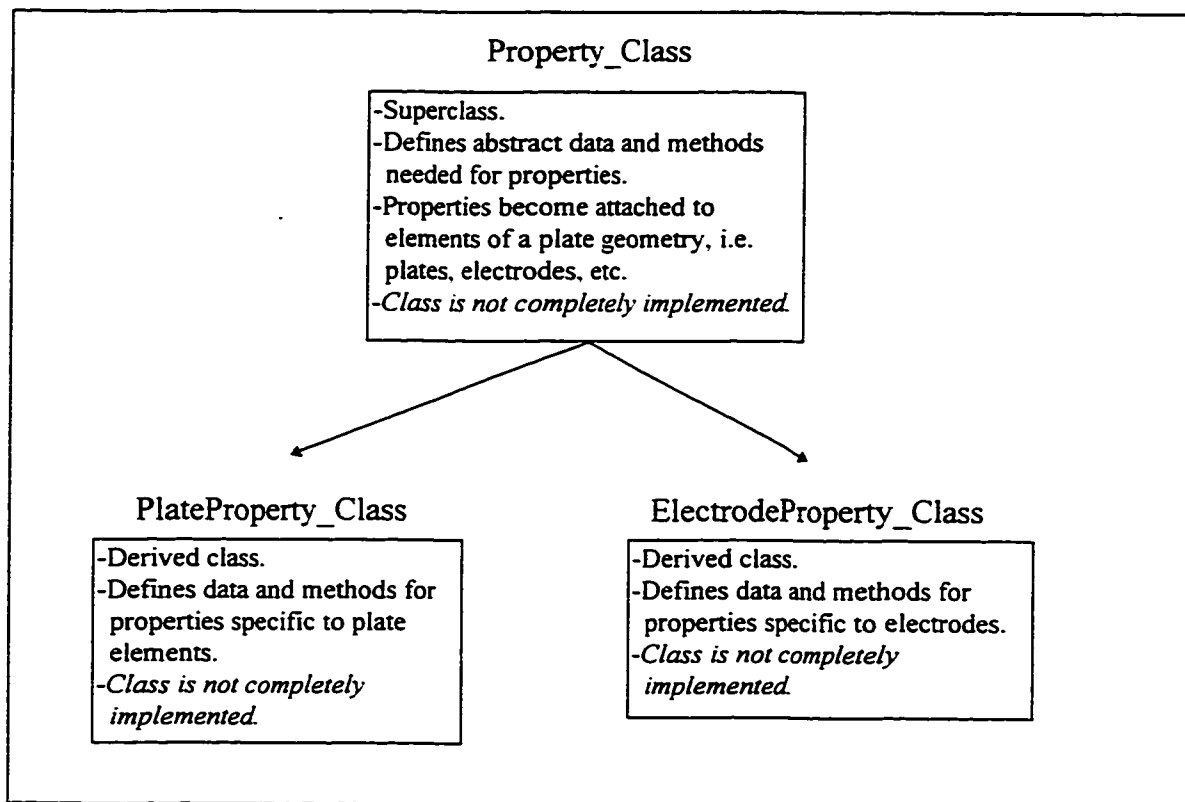 Property_Class
-Superclass.
-Defines abstract data and methods
needed for properties.
-Properties become attached to
elements of a plate geometry, i.e.
plates, electrodes, etc.
-Class is not completely implemented.
PlateProperty_Class
-Derived class.
-Defines data and methods for
properties specific to plate
elements.
-Class is not completely
implemented.
ElectrodeProperty_Class
-Derived class.
-Defines data and methods for
properties specific to electrodes.
-Class is not completely
implemented.